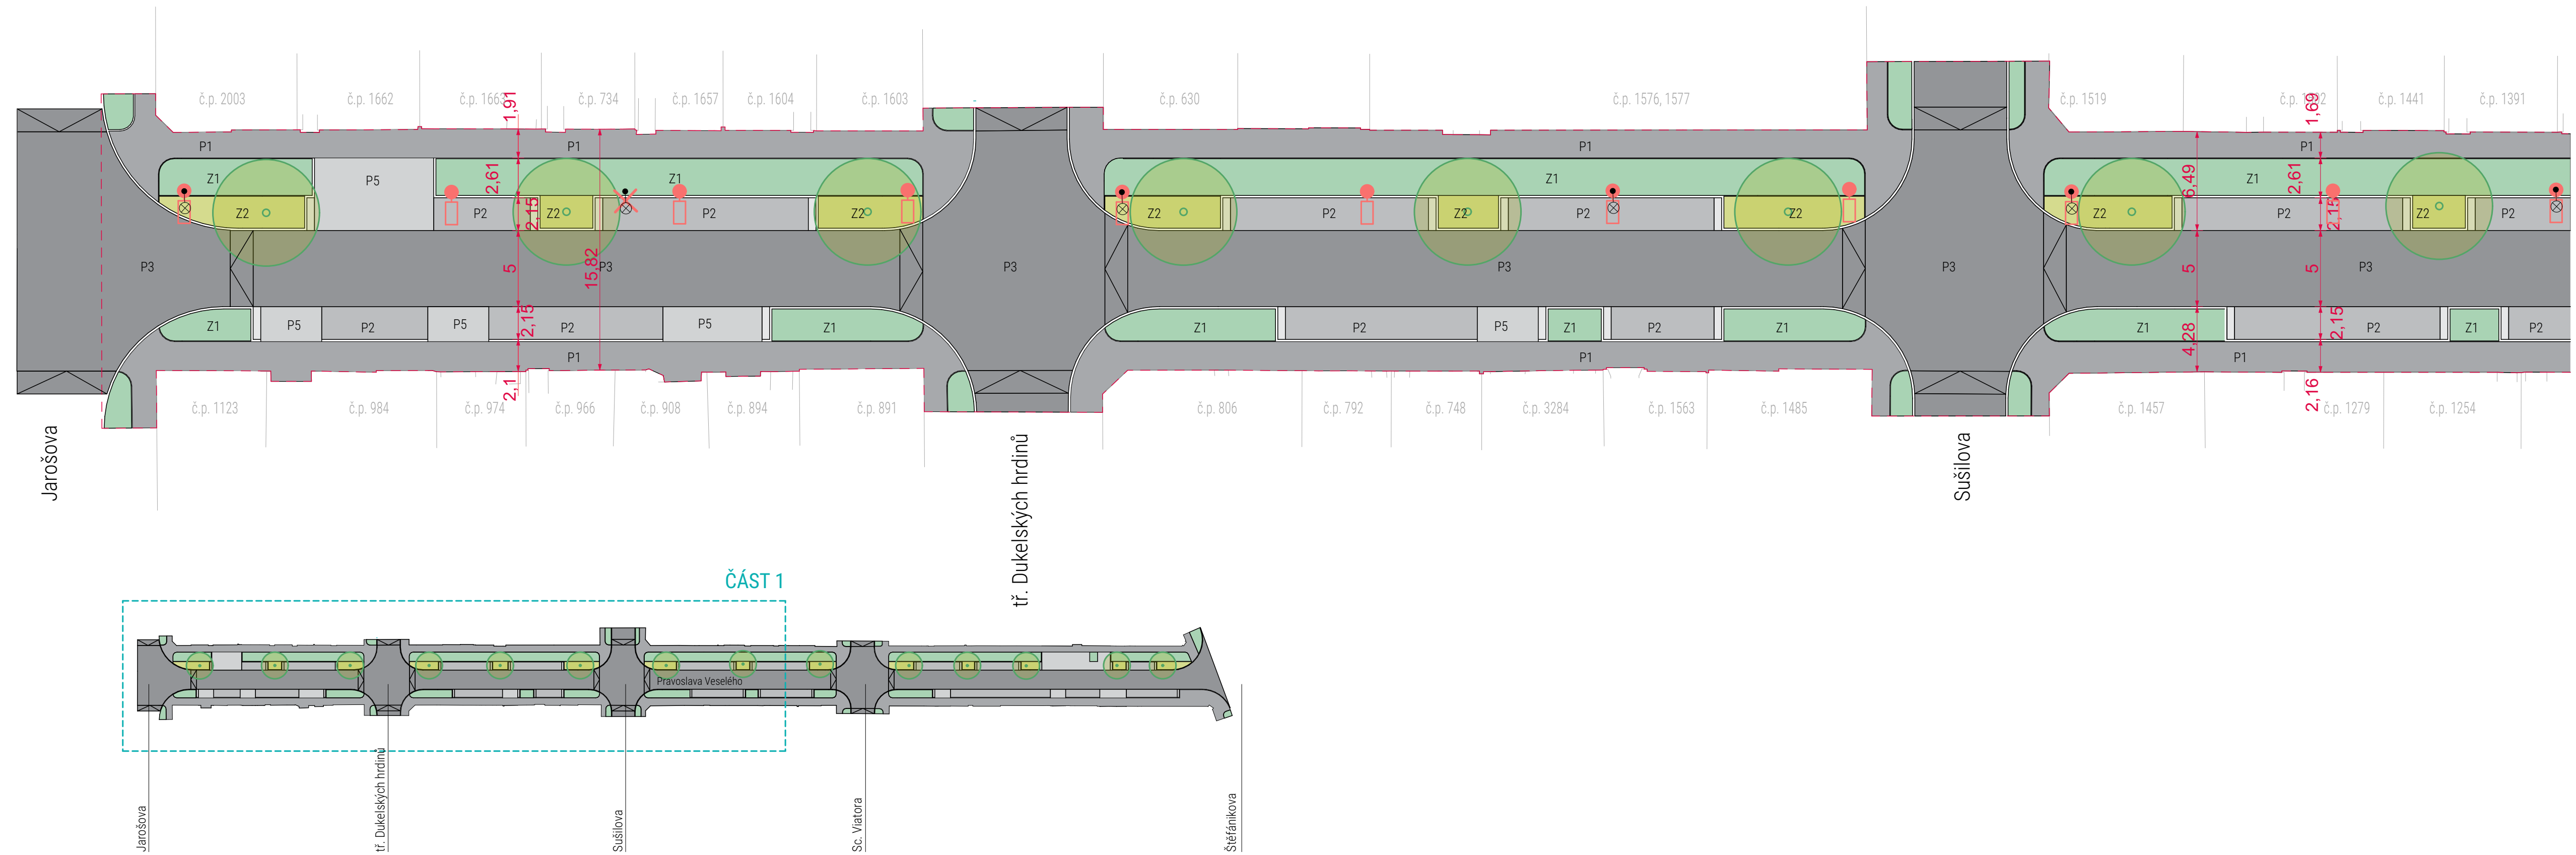 č.p. 2003
č.p. 1662
č.p. 1663
č.p. 734
č.p. 1657
č.p. 1604
č.p. 1603
č.p. 630
č.p. 1576, 1577
č.p. 1519
č.p. 1441
č.p. 1391
1,91
1,69
P1
P1
P1
P1
Z1
P5
Z1
Z1
Z1
2,61
6,49
2,61
Z2
P2
2,15
Z2
P2
Z2
Z2
P2
Z2
P2
Z2
Z2
P2
2,15
Z2
P2
P3
5
15,82
P3
P3
P3
P3
5
5
P3
Z1
P5
P2
P5
2,15
P2
P5
Z1
Z1
P2
P5
Z1
P2
Z1
Z1
4,28
2,15
P2
Z1
P2
P1
P1
P1
2,1
2,16
č.p. 1123
č.p. 984
č.p. 974
č.p. 966
č.p. 908
č.p. 894
č.p. 891
č.p. 806
č.p. 792
č.p. 748
č.p. 3284
č.p. 1563
č.p. 1485
č.p. 1457
č.p. 1279
č.p. 1254
Jarošova
tř. Dukelských hrdinů
Sušilova
ČÁST 1
Pravoslava Veselého
Jarošova
tř. Dukelských hrdinů
Sušilova
Sc. Viatora
Štefánikova